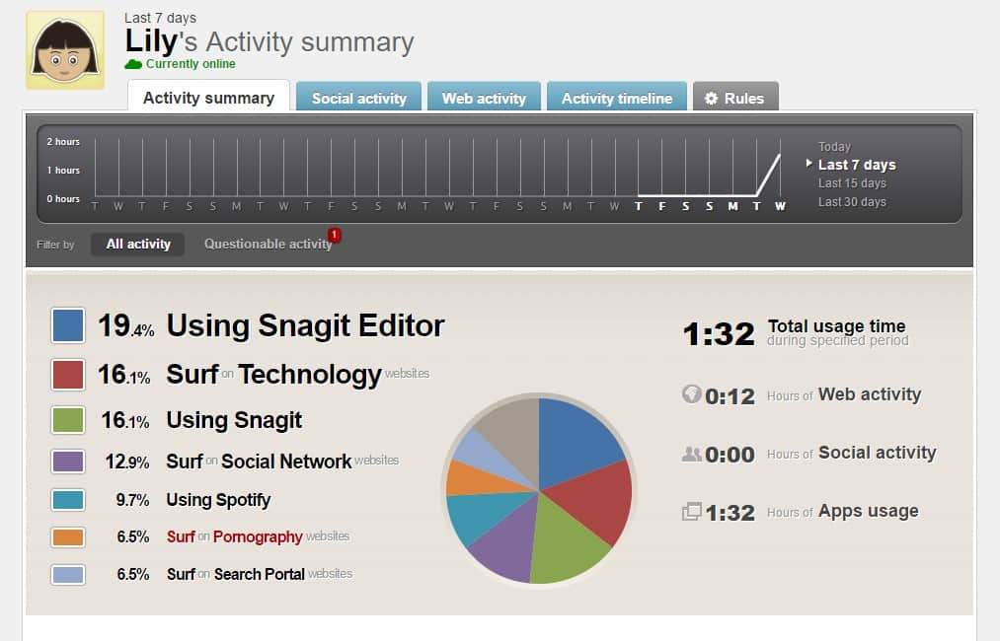 Last 7 days
Lily's Activity summary
Currently online
Activity summary
Social activity
Web activity
Activity timeline
Rules
2 hours
1 hours
0 hours
T W T F S S M T W T F S S M T W T F S S M T W T F S S M T W
Today
Last 7 days
Last 15 days
Last 30 days
Filter by All activity Questionable activity 1
19.4% Using Snagit Editor
16.1% Surf on Technology websites
16.1% Using Snagit
12.9% Surf on Social Network websites
9.7% Using Spotify
6.5% Surf on Pornography websites
6.5% Surf on Search Portal websites
1:32 Total usage time
during specified period
0:12 Hours of Web activity
0:00 Hours of Social activity
1:32 Hours of Apps usage